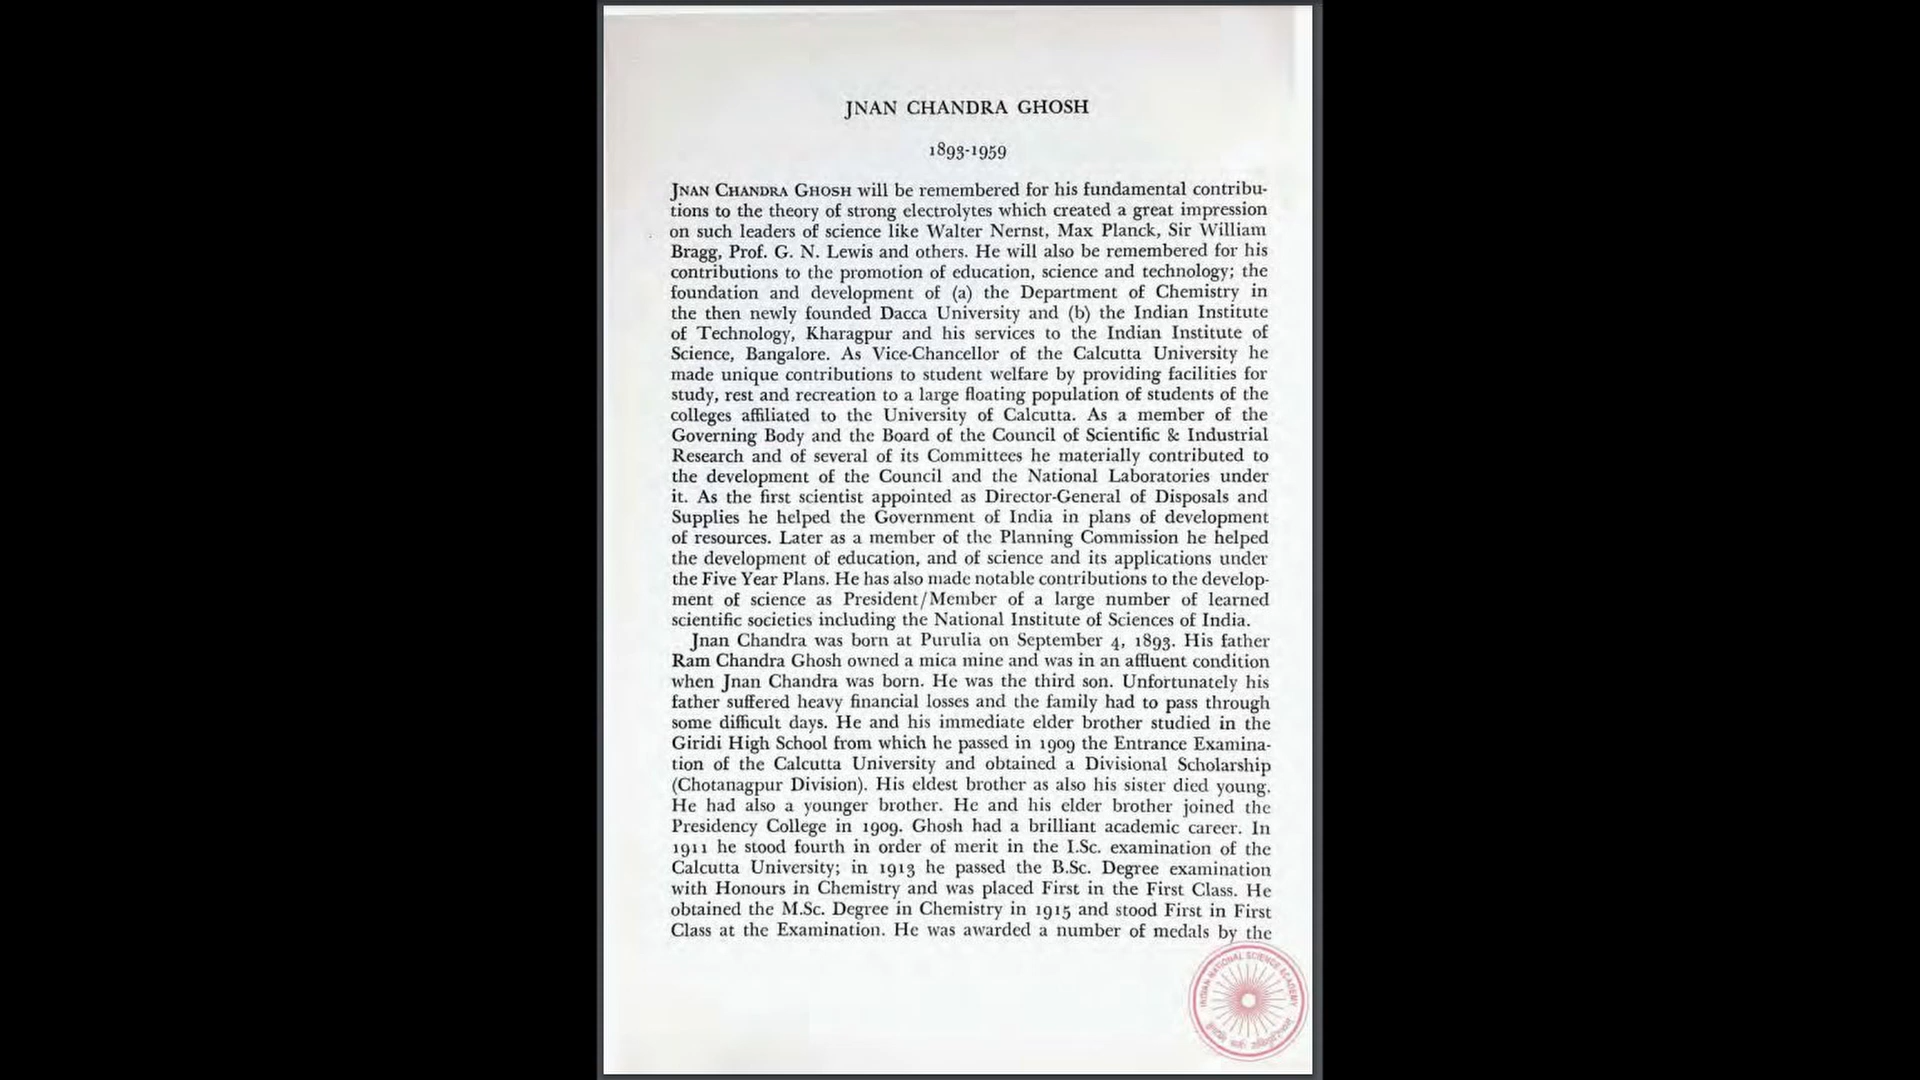 JNAN CHANDRA GHOSH
1893-1959
JNAN CHANDRA GHOSH will be remembered for his fundamental contribu-
tions to the theory of strong electrolytes which created a great impression
on such leaders of science like Walter Nernst, Max Planck, Sir William
Bragg, Prof. G. N. Lewis and others. He will also be remembered for his
contributions to the promotion of education, science and technology; the
foundation and development of (a) the Department of Chemistry in
the then newly founded Dacca University and (b) the Indian Institute
of Technology, Kharagpur and his services to the Indian Institute of
Science, Bangalore. As Vice-Chancellor of the Calcutta University he
made unique contributions to student welfare by providing facilities for
study, rest and recreation to a large floating population of students of the
colleges affiliated to the University of Calcutta. As a member of the
Governing Body and the Board of the Council of Scientific & Industrial
Research and of several of its Committees he materially contributed to
the development of the Council and the National Laboratories under
it. As the first scientist appointed as Director-General of Disposals and
Supplies he helped the Government of India in plans of development
of resources. Later as a member of the Planning Commission he helped
the development of education, and of science and its applications under
the Five Year Plans. He has also made notable contributions to the develop-
ment of science as President/Member of a large number of learned
scientific societies including the National Institute of Sciences of India.
Jnan Chandra was born at Purulia on September 4, 1893. His father
Ram Chandra Ghosh owned a mica mine and was in an affluent condition
when Jnan Chandra was born. He was the third son. Unfortunately his
father suffered heavy financial losses and the family had to pass through
some difficult days. He and his immediate elder brother studied in the
Giridi High School from which he passed in 1909 the Entrance Examina-
tion of the Calcutta University and obtained a Divisional Scholarship
(Chotanagpur Division). His eldest brother as also his sister died young.
He had also a younger brother. He and his elder brother joined the
Presidency College in 1909. Ghosh had a brilliant academic career. In
1911 he stood fourth in order of merit in the I.Sc. examination of the
Calcutta University; in 1913 he passed the B.Sc. Degree examination
with Honours in Chemistry and was placed First in the First Class. He
obtained the M.Sc. Degree in Chemistry in 1915 and stood First in First
Class at the Examination. He was awarded a number of medals by the
INDIAN NATIONAL SCIENCE ACADEMY